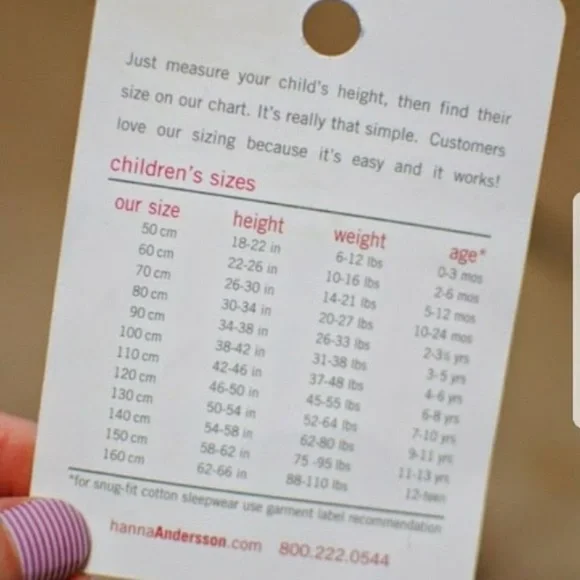 Just measure your child's height, then find their
size on our chart. It's really that simple. Customers
love our sizing because it's easy and it works!
children's sizes
our size height weight age*
50 cm 18-22 in 6-12 lbs 0-3 mos
60 cm 22-26 in 10-16 lbs 2-6 mos
70 cm 26-30 in 14-21 lbs 5-12 mos
80 cm 30-34 in 20-27 lbs 10-24 mos
90 cm 34-38 in 26-33 lbs yrs
100 cm 38-42 in 31-38 lbs 3-5 yrs
110 cm 42-46 in 37-48 lbs 4-6 yrs
120 cm 46-50 in 45-55 lbs 6-8 yrs
130 cm 50-54 in 52-64 lbs 7-10 yrs
140 cm 54-58 in 62-80 lbs 9-11 yrs
150 cm 58-62 in 75-95 lbs 11-13 yrs
160 cm 62-66 in 88-110 lbs 12-teen
*for snug-fit cotton sleepwear use garment label recommendation
hannaAndersson.com 800.222.0544